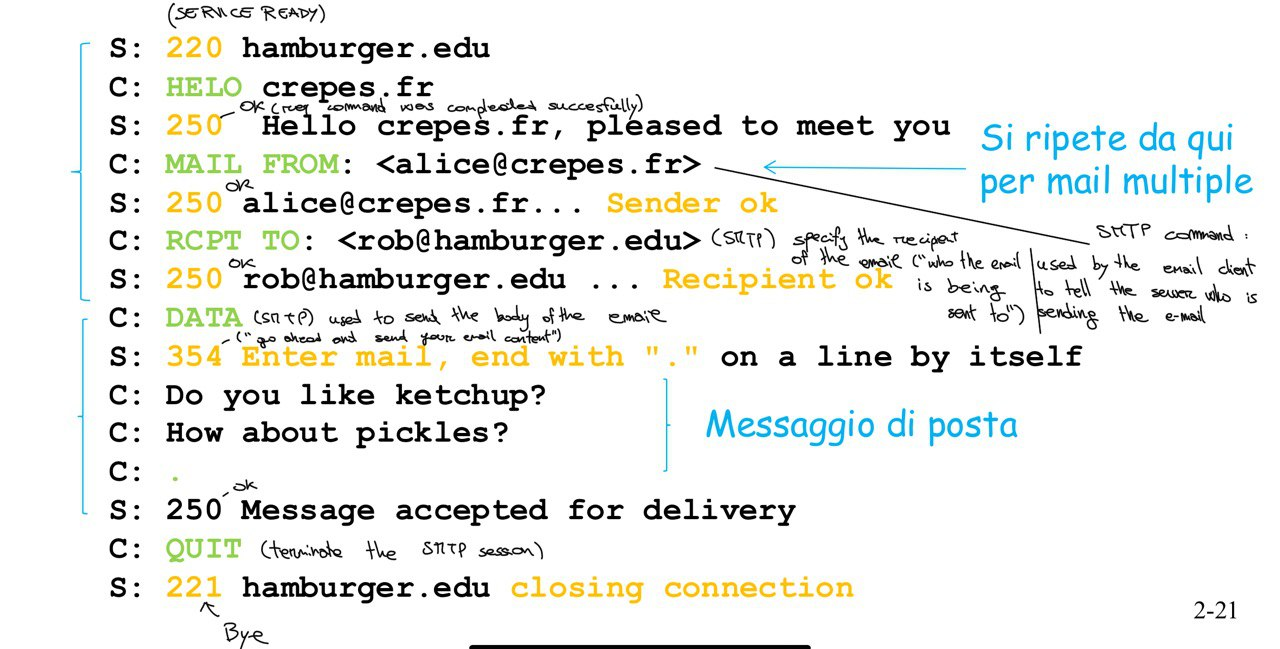 (SERVICE READY)
S: 220 hamburger.edu
C: HELO crepes.fr
OK ( command was completed succesfully)
S: 250 Hello crepes.fr, pleased to meet you
C: MAIL FROM: <alice@crepes.fr>
Si ripete da qui
per mail multiple
OK
S: 250 alice@crepes.fr... Sender ok
C: RCPT TO: <rob@hamburger.edu> (SMTP) specify the recipent
of the email ("who the email
is being
sent to")
SMTP command :
used by the email client
to tell the server who is
sending the e-mail
OK
S: 250 rob@hamburger.edu ... Recipient ok
C: DATA (SMTP) used to send the body of the email
("go ahead and send your email content")
S: 354 Enter mail, end with "." on a line by itself
C: Do you like ketchup?
C: How about pickles?
Messaggio di posta
C: .
ok
S: 250 Message accepted for delivery
C: QUIT (terminate the SMTP session)
S: 221 hamburger.edu closing connection
Bye
2-21